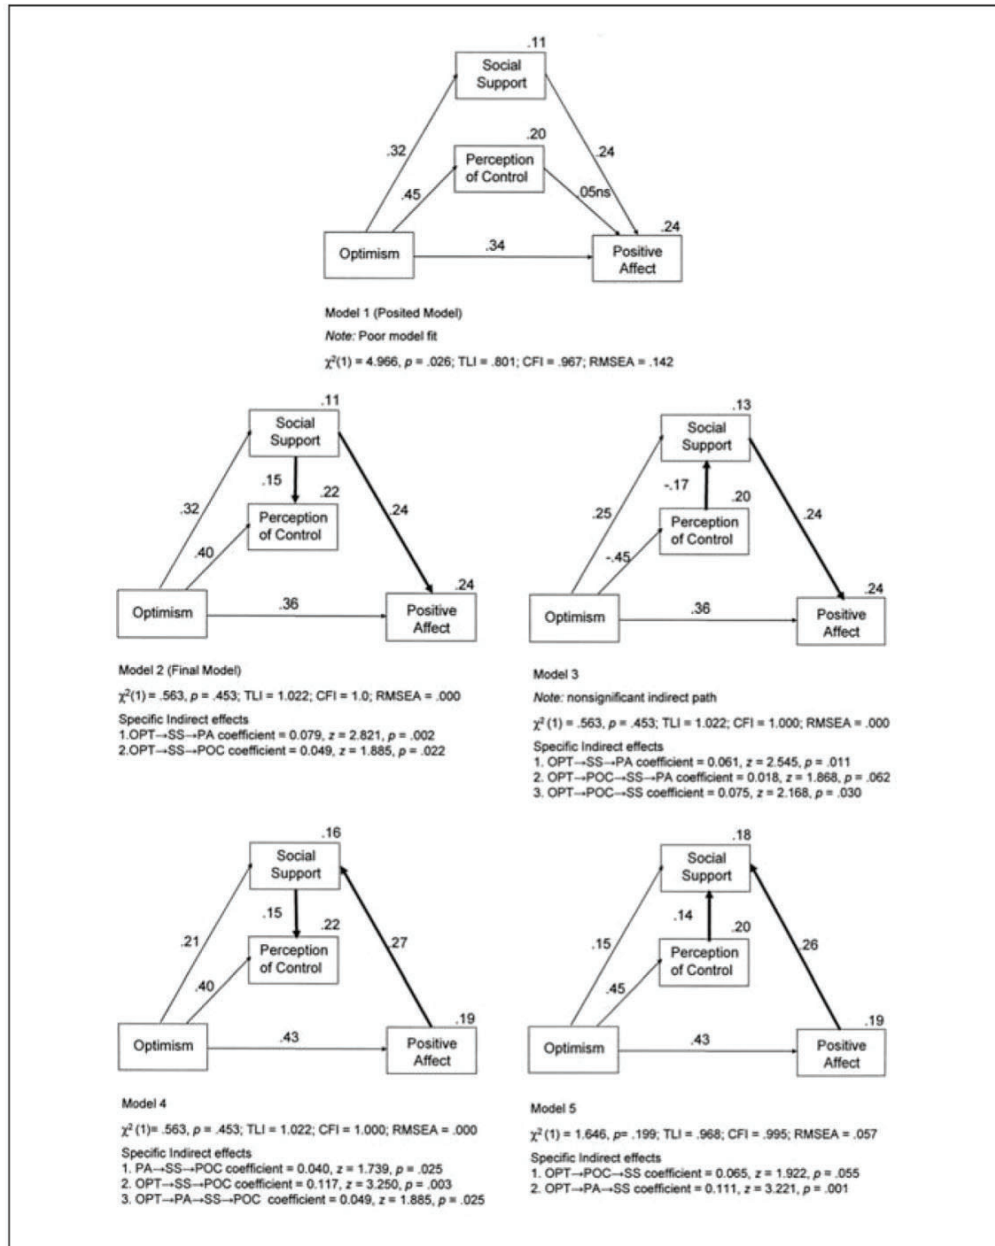 .11
Social
Support
.20
Perception
of Control
.32
.24
.45
.05ns
.24
Optimism
.34
Positive
Affect
Model 1 (Posited Model)
Note: Poor model fit
χ²(1) = 4.966, p = .026; TLI = .801; CFI = .967; RMSEA = .142
.11
Social
Support
.15
.22
Perception
of Control
.32
.24
.40
.24
Optimism
.36
Positive
Affect
Model 2 (Final Model)
χ²(1) = .563, p = .453; TLI = 1.022; CFI = 1.0; RMSEA = .000
Specific Indirect effects
1.OPT→SS→PA coefficient = 0.079, z = 2.821, p = .002
2.OPT→SS→POC coefficient = 0.049, z = 1.885, p = .022
.13
Social
Support
-.17
.20
Perception
of Control
.25
.24
-.45
.24
Optimism
.36
Positive
Affect
Model 3
Note: nonsignificant indirect path
χ² (1) = .563, p = .453; TLI = 1.022; CFI = 1.000; RMSEA = .000
Specific Indirect effects
1. OPT→SS→PA coefficient = 0.061, z = 2.545, p = .011
2. OPT→POC→SS→PA coefficient = 0.018, z = 1.868, p = .062
3. OPT→POC→SS coefficient = 0.075, z = 2.168, p = .030
.16
Social
Support
.15
.22
Perception
of Control
.21
.27
.40
.19
Optimism
.43
Positive
Affect
Model 4
χ² (1)= .563, p = .453; TLI = 1.022; CFI = 1.000; RMSEA = .000
Specific Indirect effects
1. PA→SS→POC coefficient = 0.040, z = 1.739, p = .025
2. OPT→SS→POC coefficient = 0.117, z = 3.250, p = .003
3. OPT→PA→SS→POC coefficient = 0.049, z = 1.885, p = .025
.18
Social
Support
.14
.20
Perception
of Control
.15
.26
.45
.19
Optimism
.43
Positive
Affect
Model 5
χ² (1) = 1.646, p= .199; TLI = .968; CFI = .995; RMSEA = .057
Specific Indirect effects
1. OPT→POC→SS coefficient = 0.065, z = 1.922, p = .055
2. OPT→PA→SS coefficient = 0.111, z = 3.221, p = .001